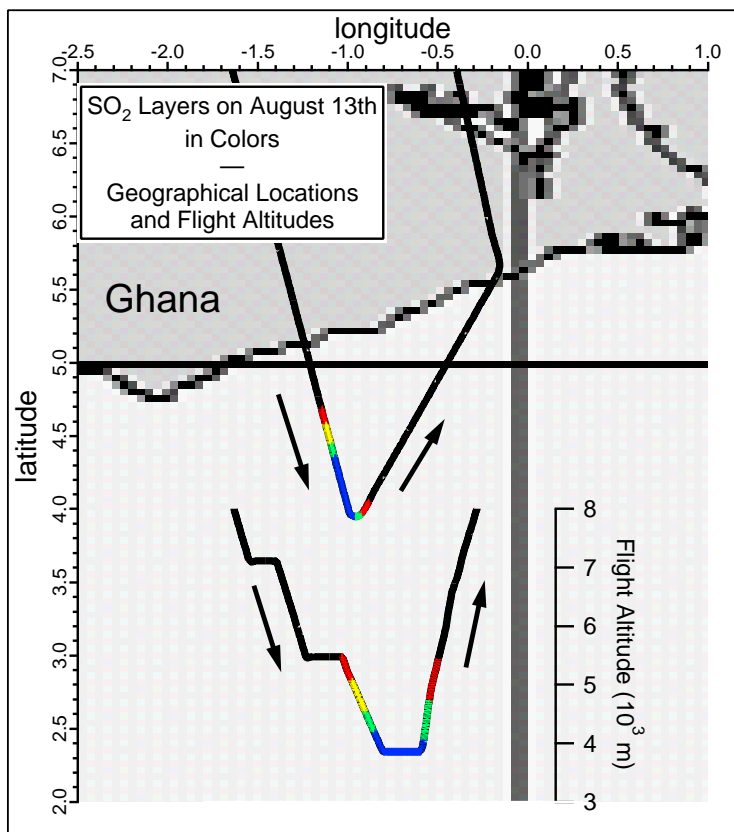 longitude
-2.5 -2.0 -1.5 -1.0 -0.5 0.0 0.5 1.0
7.0
SO₂ Layers on August 13th
in Colors
—
Geographical Locations
and Flight Altitudes
6.5
6.0
5.5
Ghana
5.0
latitude
4.5
4.0
3.5
3.0
2.5
2.0
8
7
6
5
4
3
Flight Altitude (10³ m)